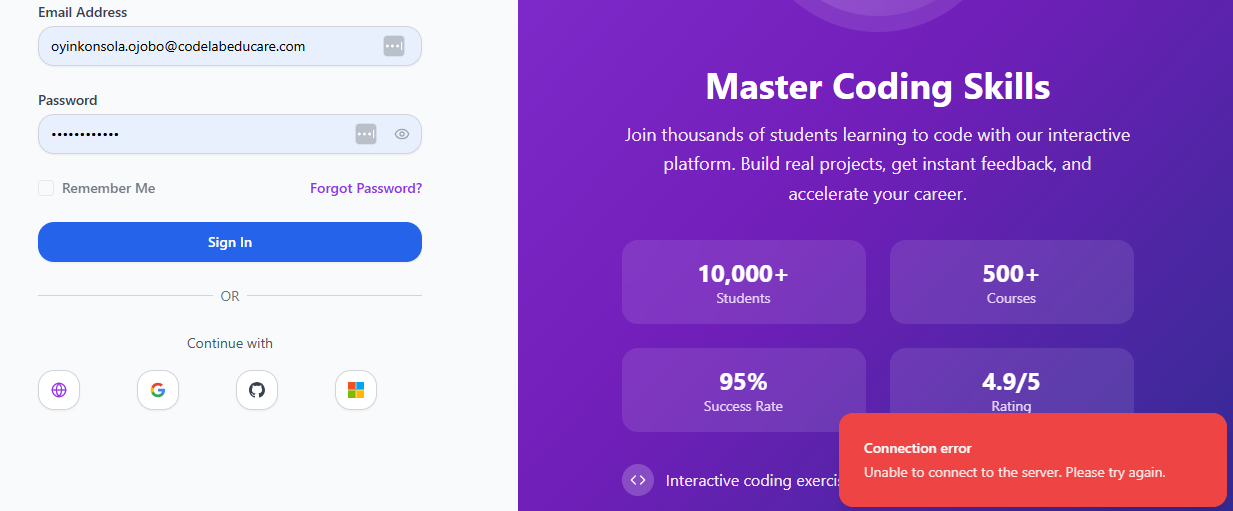 Email Address
oyinkonsola.ojobo@codelabeducare.com
Password
••••••••••••
Remember Me
Forgot Password?
Sign In
OR
Continue with
Master Coding Skills
Join thousands of students learning to code with our interactive
platform. Build real projects, get instant feedback, and
accelerate your career.
10,000+
Students
500+
Courses
95%
Success Rate
4.9/5
Rating
Interactive coding exerci
Connection error
Unable to connect to the server. Please try again.